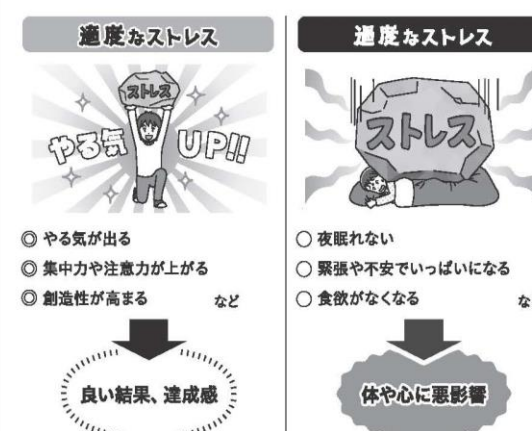 適度なストレス
ストレス
やる気 UP!!
◎ やる気が出る
◎ 集中力や注意力が上がる
◎ 創造性が高まる など
良い結果、達成感
過度なストレス
ストレス
○ 夜眠れない
○ 緊張や不安でいっぱいになる
○ 食欲がなくなる な
体や心に悪影響